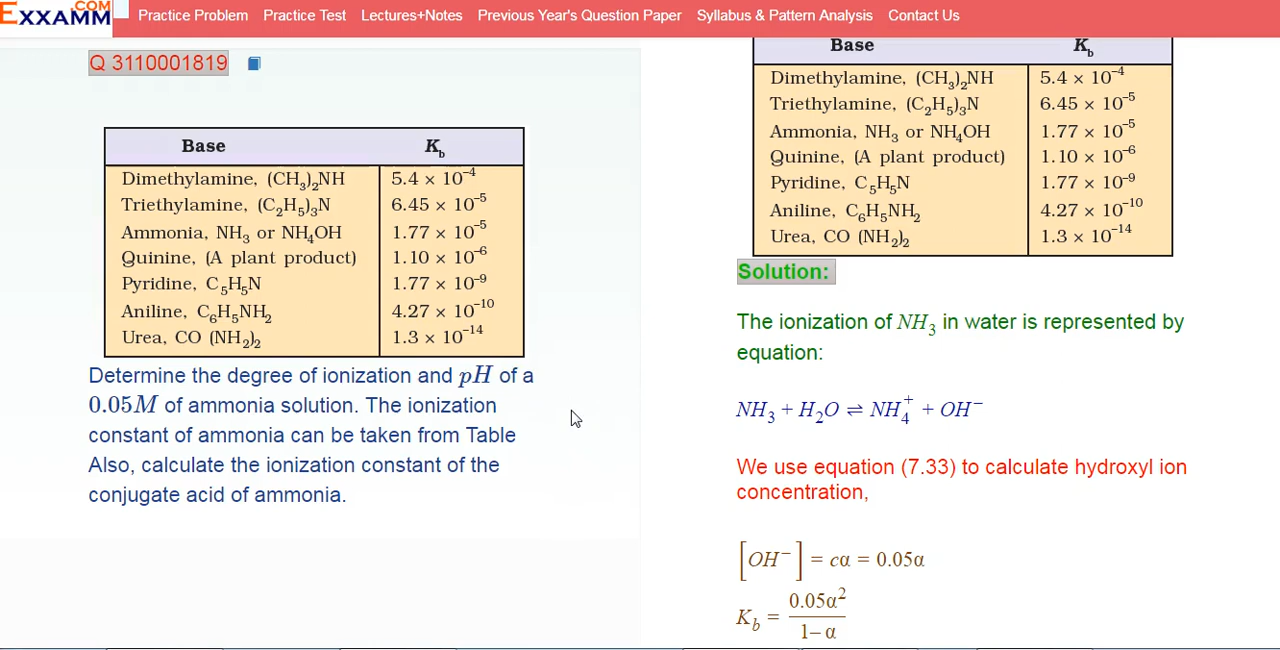 EXXAMM .COM
Practice Problem Practice Test Lectures+Notes Previous Year's Question Paper Syllabus & Pattern Analysis Contact Us
Q 3110001819
Base K_b
Dimethylamine, (CH₃)₂NH 5.4 × 10⁻⁴
Triethylamine, (C₂H₅)₃N 6.45 × 10⁻⁵
Ammonia, NH₃ or NH₄OH 1.77 × 10⁻⁵
Quinine, (A plant product) 1.10 × 10⁻⁶
Pyridine, C₅H₅N 1.77 × 10⁻⁹
Aniline, C₆H₅NH₂ 4.27 × 10⁻¹⁰
Urea, CO (NH₂)₂ 1.3 × 10⁻¹⁴
Determine the degree of ionization and pH of a
0.05M of ammonia solution. The ionization
constant of ammonia can be taken from Table
Also, calculate the ionization constant of the
conjugate acid of ammonia.
Base K_b
Dimethylamine, (CH₃)₂NH 5.4 × 10⁻⁴
Triethylamine, (C₂H₅)₃N 6.45 × 10⁻⁵
Ammonia, NH₃ or NH₄OH 1.77 × 10⁻⁵
Quinine, (A plant product) 1.10 × 10⁻⁶
Pyridine, C₅H₅N 1.77 × 10⁻⁹
Aniline, C₆H₅NH₂ 4.27 × 10⁻¹⁰
Urea, CO (NH₂)₂ 1.3 × 10⁻¹⁴
Solution:
The ionization of NH₃ in water is represented by
equation:
NH₃ + H₂O ⇌ NH₄⁺ + OH⁻
We use equation (7.33) to calculate hydroxyl ion
concentration,
[OH⁻] = cα = 0.05α
K_b = 0.05α² / 1– α